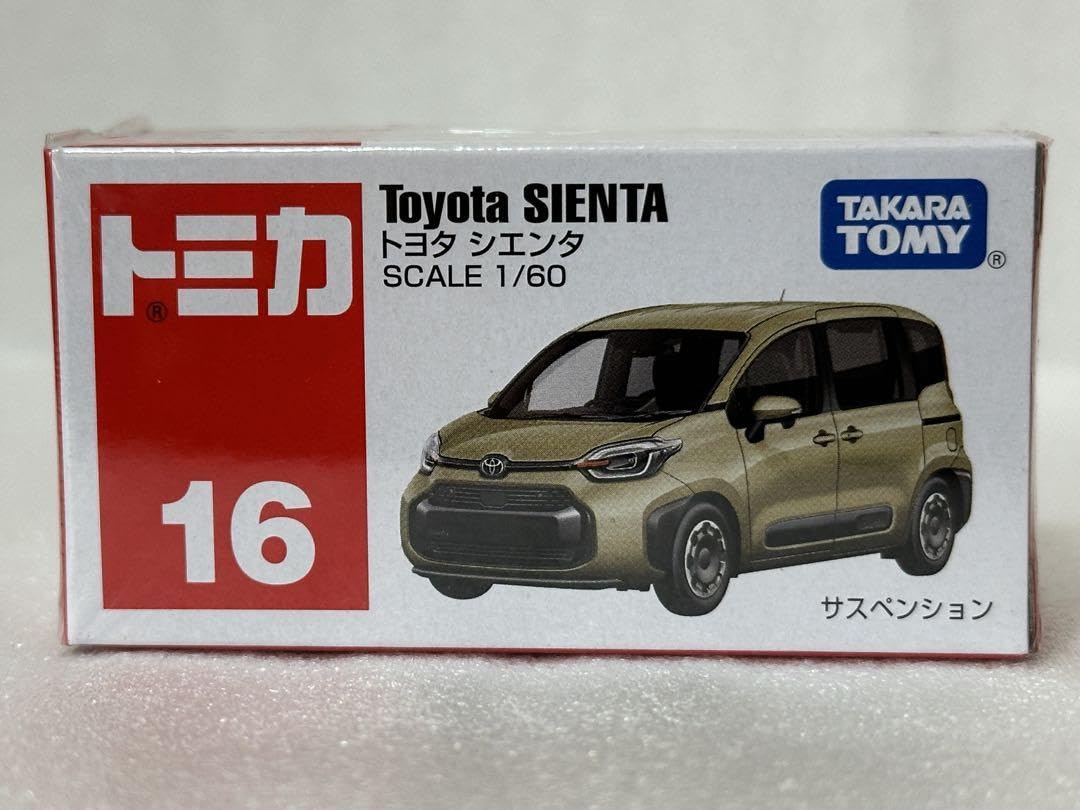 トミカ
®
16
Toyota SIENTA
トヨタ シエンタ
SCALE 1/60
TAKARA
TOMY
®
サスペンション